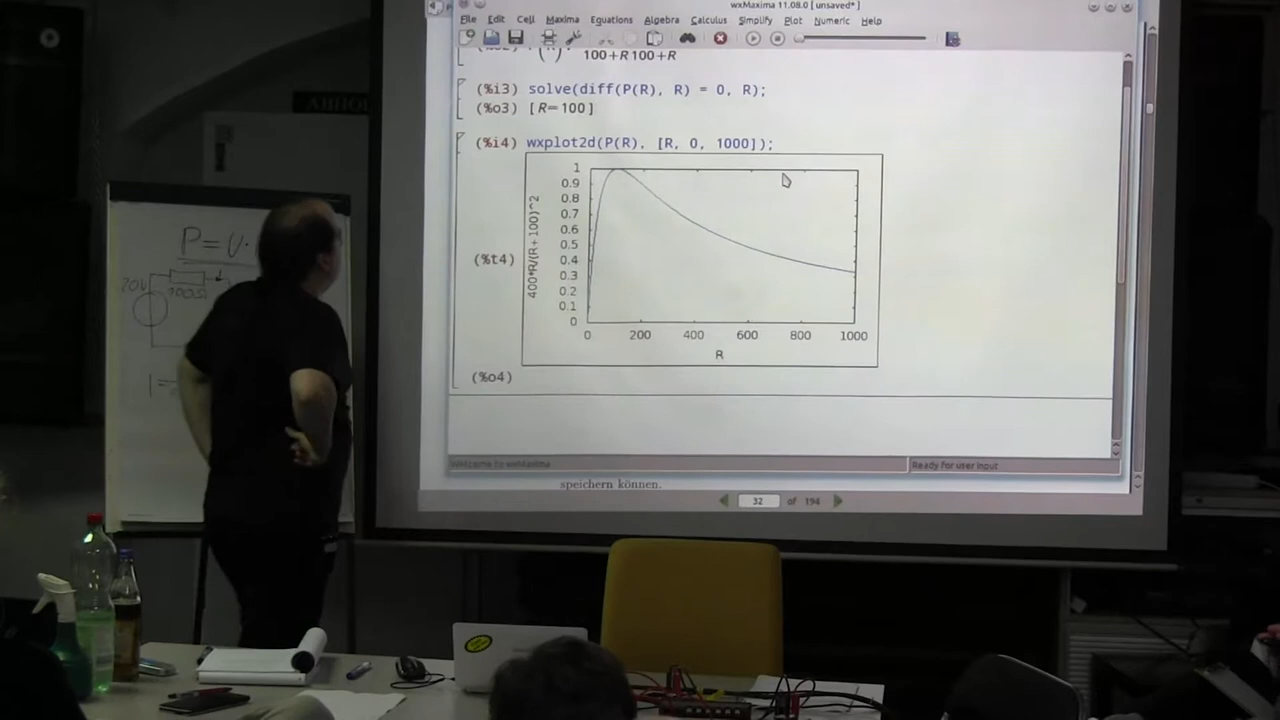 wxMaxima 11.08.0 [ unsaved* ]
File Edit Cell Maxima Equations Algebra Calculus Simplify Plot Numeric Help
100+R 100+R
(%i3) solve(diff(P(R), R) = 0, R);
(%o3) [R=100]
(%i4) wxplot2d(P(R), [R, 0, 1000]);
(%t4)
400*R/(R+100)^2
1
0.9
0.8
0.7
0.6
0.5
0.4
0.3
0.2
0.1
0
0 200 400 600 800 1000
R
(%o4)
Welcome to wxMaxima
Ready for user input
speichern können.
32 of 194
P=U·
20V
100Ω
I=